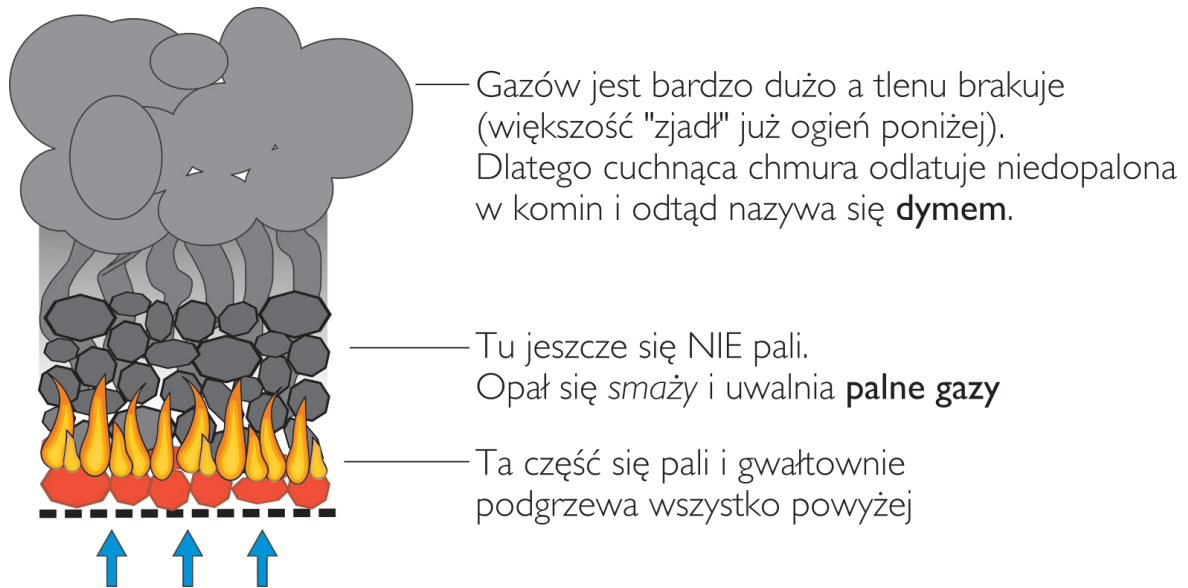 Gazów jest bardzo dużo a tlenu brakuje
(większość "zjadł" już ogień poniżej).
Dlatego cuchnąca chmura odlatuje niedopalona
w komin i odtąd nazywa się dymem.
Tu jeszcze się NIE pali.
Opał się smaży i uwalnia palne gazy
Ta część się pali i gwałtownie
podgrzewa wszystko powyżej